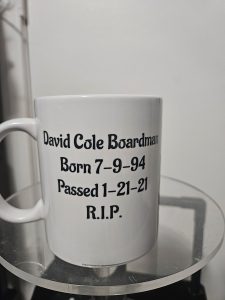 David Cole Boardman
Born 7-9-94
Passed 1-21-21
R.I.P.